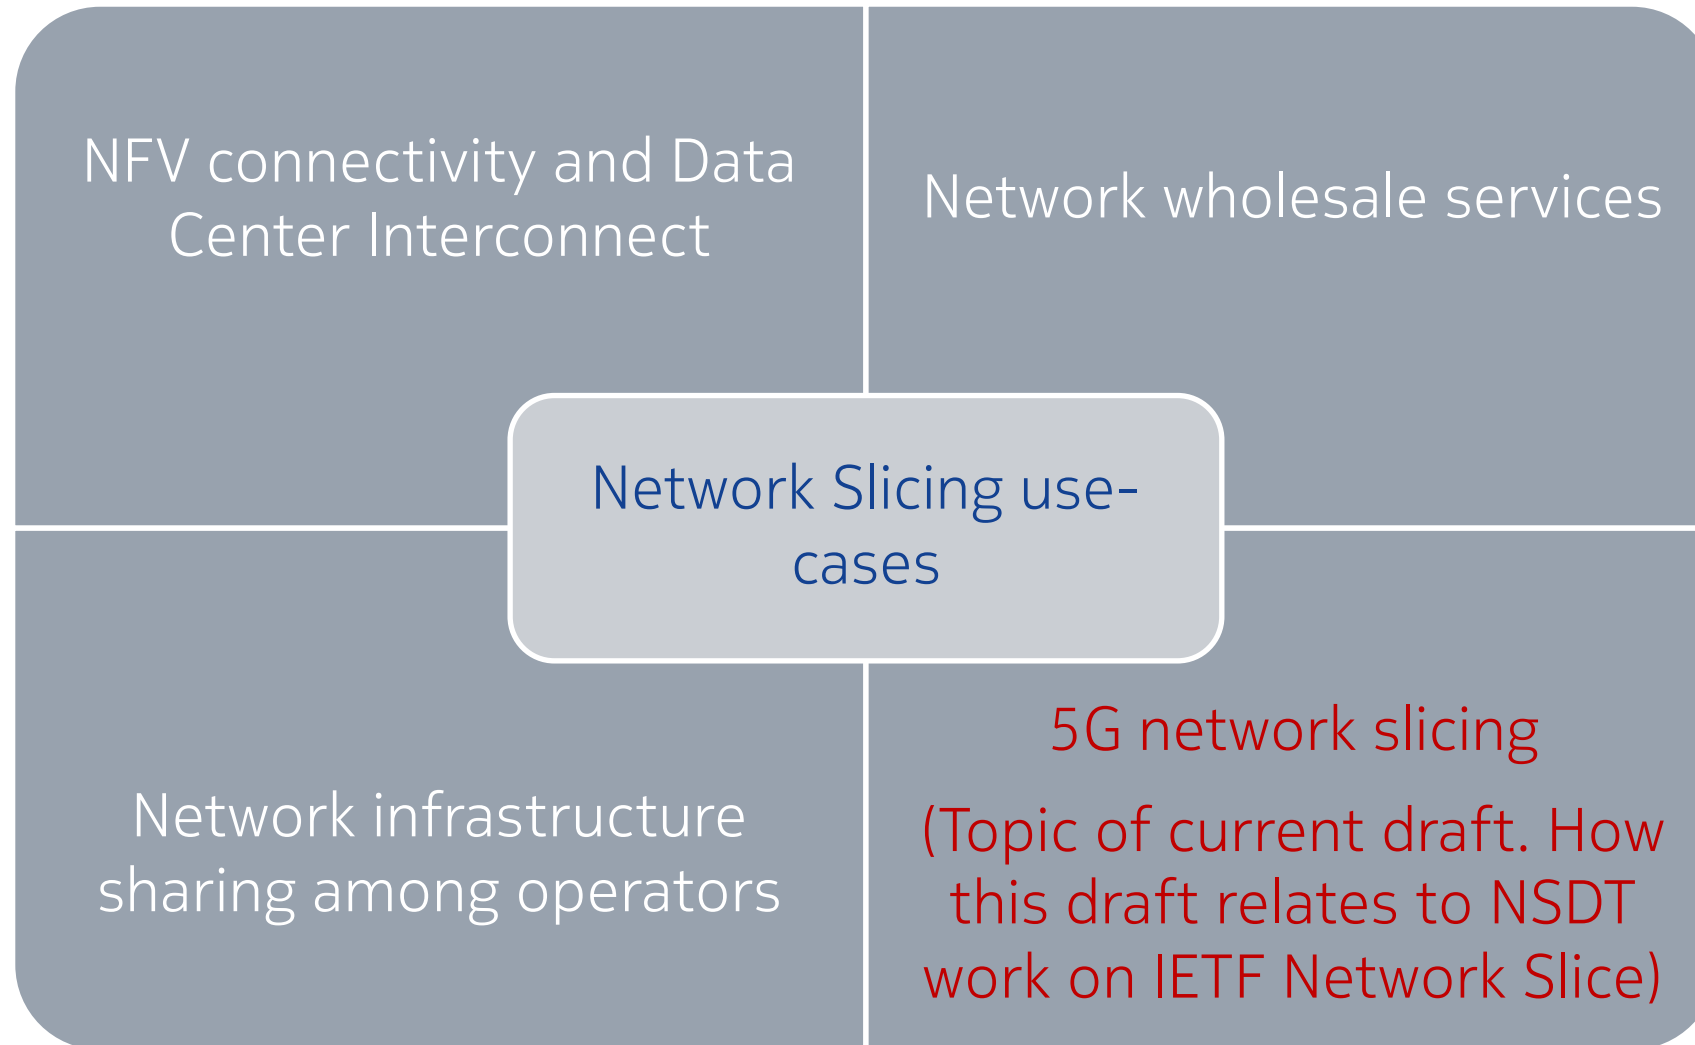 NFV connectivity and Data
Center Interconnect
Network wholesale services
Network Slicing use-
cases
Network infrastructure
sharing among operators
5G network slicing
(Topic of current draft. How
this draft relates to NSDT
work on IETF Network Slice)